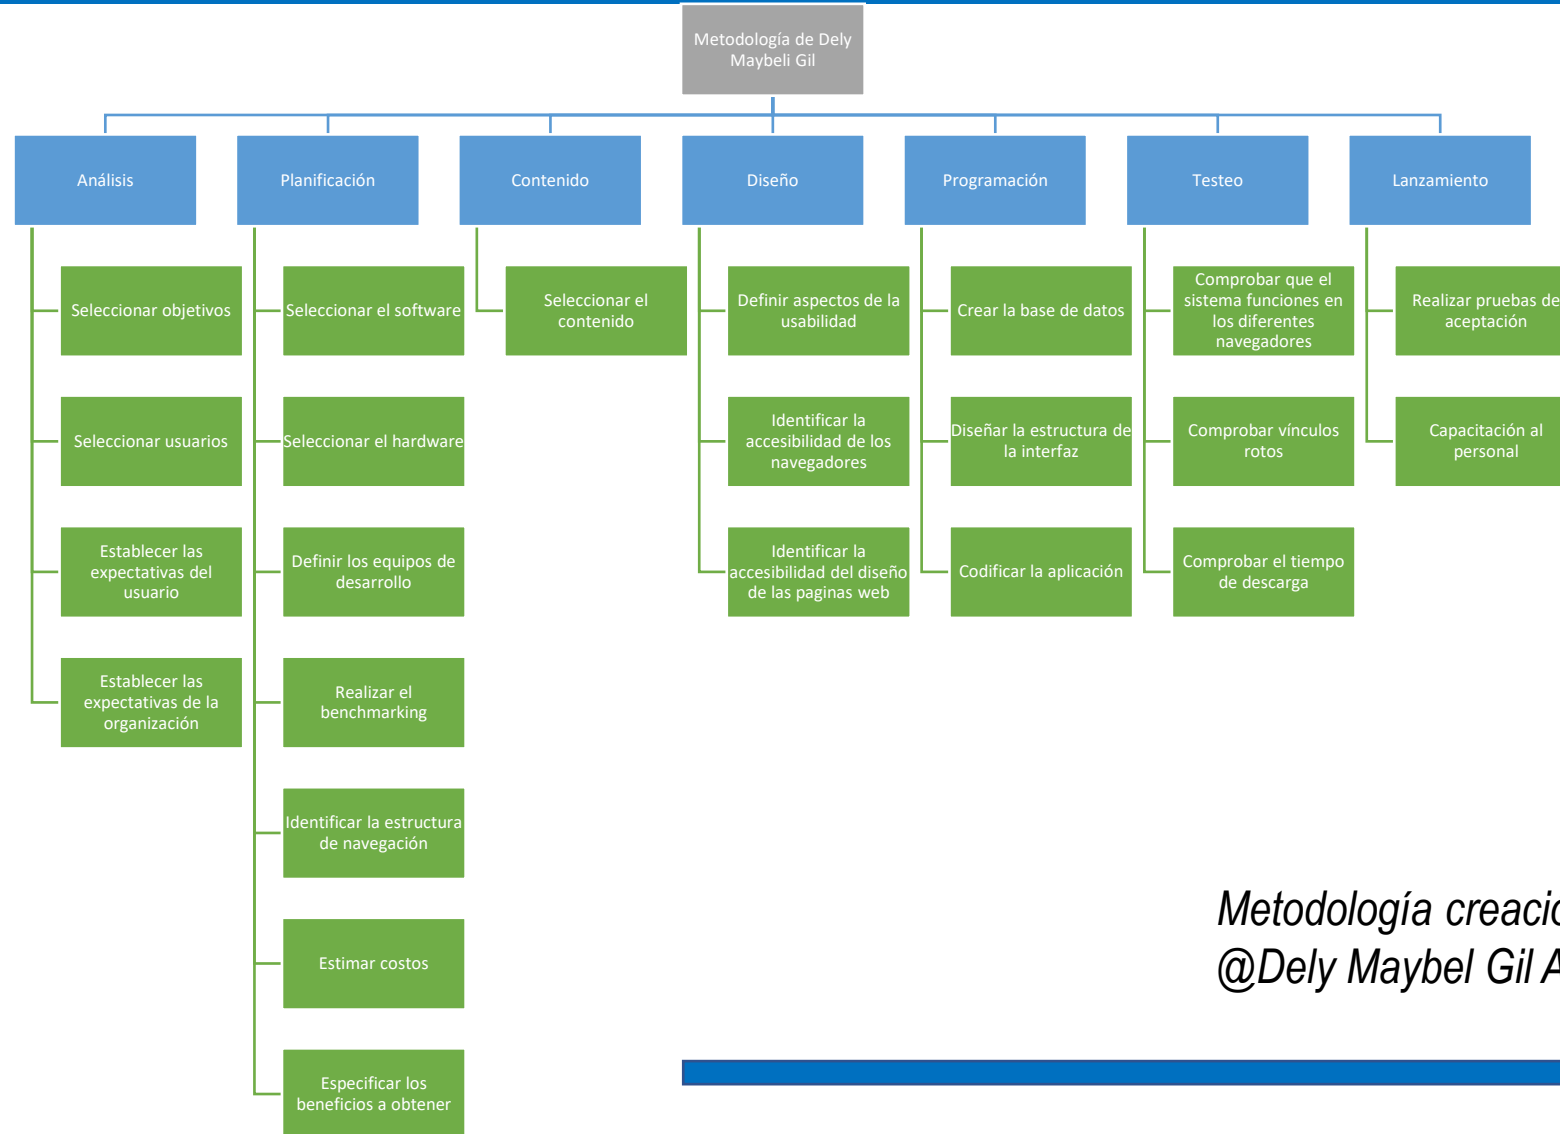 Metodología de Dely
Maybeli Gil
Análisis
Planificación
Contenido
Diseño
Programación
Testeo
Lanzamiento
Seleccionar objetivos
Seleccionar usuarios
Establecer las
expectativas del
usuario
Establecer las
expectativas de la
organización
Seleccionar el software
Seleccionar el hardware
Definir los equipos de
desarrollo
Realizar el
benchmarking
Identificar la estructura
de navegación
Estimar costos
Especificar los
beneficios a obtener
Seleccionar el
contenido
Definir aspectos de la
usabilidad
Identificar la
accesibilidad de los
navegadores
Identificar la
accesibilidad del diseño
de las paginas web
Crear la base de datos
Diseñar la estructura de
la interfaz
Codificar la aplicación
Comprobar que el
sistema funciones en
los diferentes
navegadores
Comprobar vínculos
rotos
Comprobar el tiempo
de descarga
Realizar pruebas de
aceptación
Capacitación al
personal
Metodología
@Dely Maybel Gil